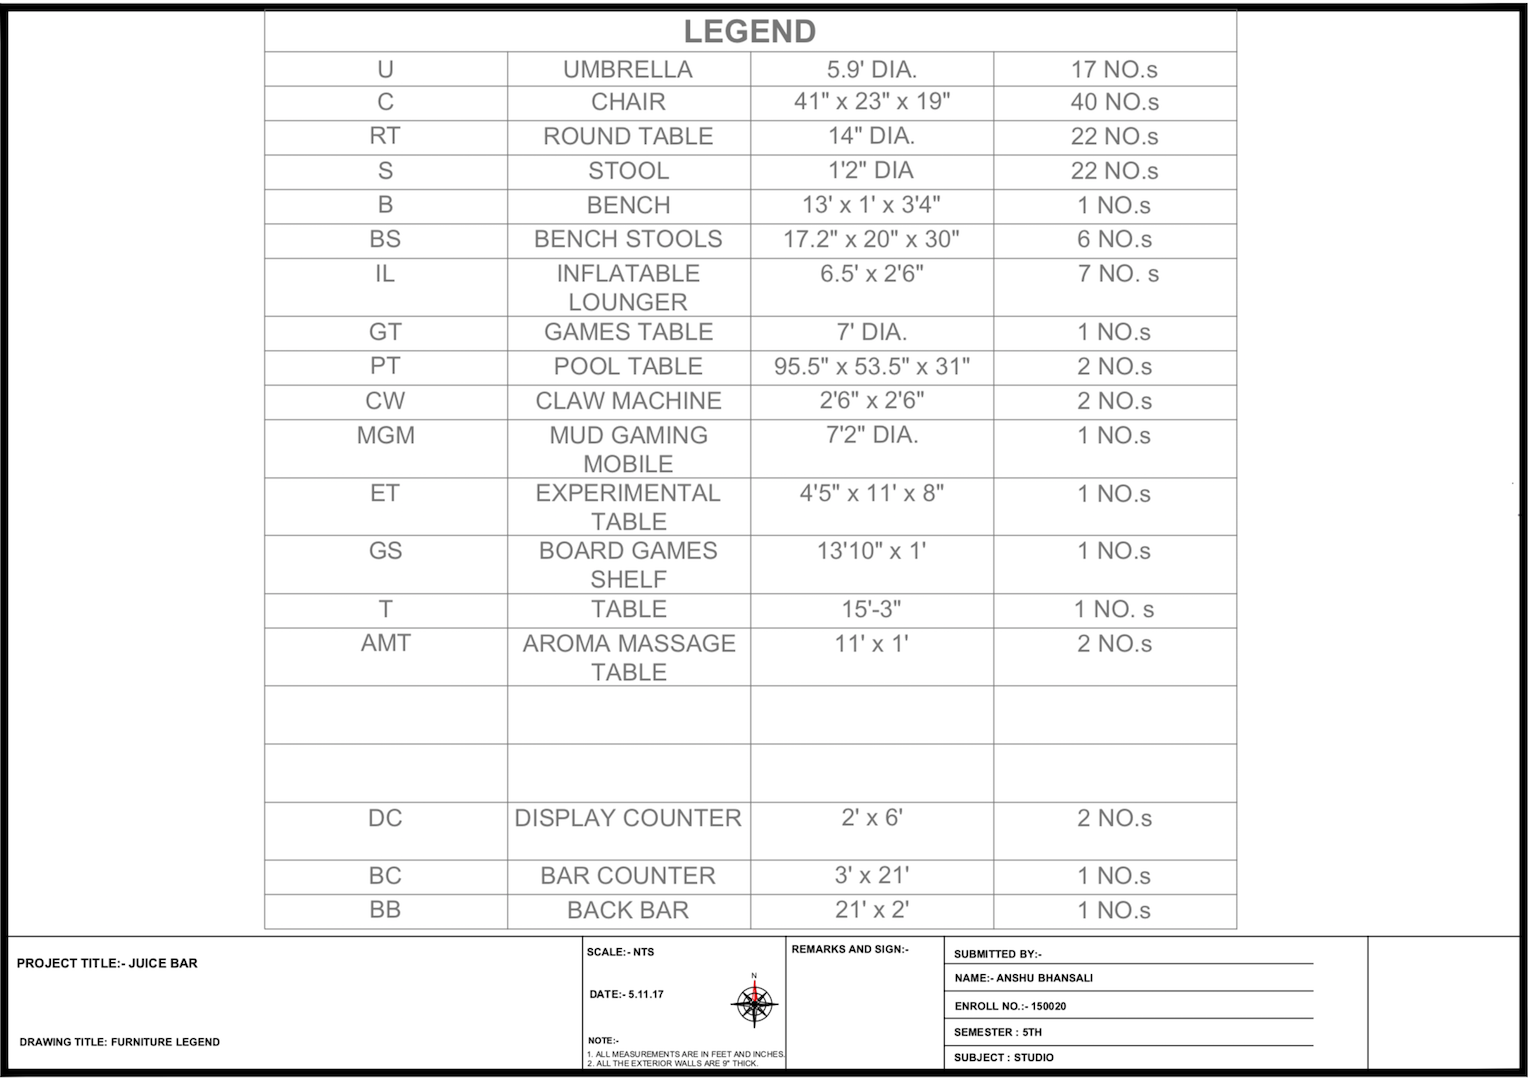 LEGEND
U UMBRELLA 5.9' DIA. 17 NO.s
C CHAIR 41" x 23" x 19" 40 NO.s
RT ROUND TABLE 14" DIA. 22 NO.s
S STOOL 1'2" DIA 22 NO.s
B BENCH 13' x 1' x 3'4" 1 NO.s
BS BENCH STOOLS 17.2" x 20" x 30" 6 NO.s
IL INFLATABLE 6.5' x 2'6" 7 NO. s
LOUNGER
GT GAMES TABLE 7' DIA. 1 NO.s
PT POOL TABLE 95.5" x 53.5" x 31" 2 NO.s
CW CLAW MACHINE 2'6" x 2'6" 2 NO.s
MGM MUD GAMING 7'2" DIA. 1 NO.s
MOBILE
ET EXPERIMENTAL 4'5" x 11' x 8" 1 NO.s
TABLE
GS BOARD GAMES 13'10" x 1' 1 NO.s
SHELF
T TABLE 15'-3" 1 NO. s
AMT AROMA MASSAGE 11' x 1' 2 NO.s
TABLE
DC DISPLAY COUNTER 2' x 6' 2 NO.s
BC BAR COUNTER 3' x 21' 1 NO.s
BB BACK BAR 21' x 2' 1 NO.s
PROJECT TITLE:- JUICE BAR
DRAWING TITLE: FURNITURE LEGEND
SCALE:- NTS
DATE:- 5.11.17
N
NOTE:-
1. ALL MEASUREMENTS ARE IN FEET AND INCHES.
2. ALL THE EXTERIOR WALLS ARE 9" THICK.
REMARKS AND SIGN:-
SUBMITTED BY:-
NAME:- ANSHU BHANSALI
ENROLL NO.:- 150020
SEMESTER : 5TH
SUBJECT : STUDIO